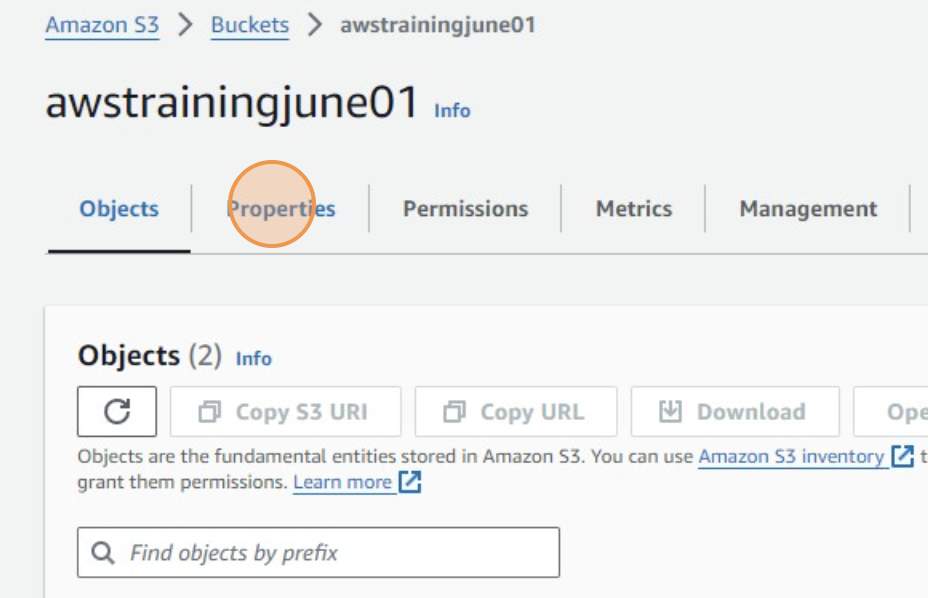 Amazon S3 > Buckets > awstrainingjune01
awstrainingjune01 Info
Objects Properties Permissions Metrics Management
Objects (2) Info
Copy S3 URI Copy URL Download Ope
Objects are the fundamental entities stored in Amazon S3. You can use Amazon S3 inventory t
grant them permissions. Learn more
Find objects by prefix